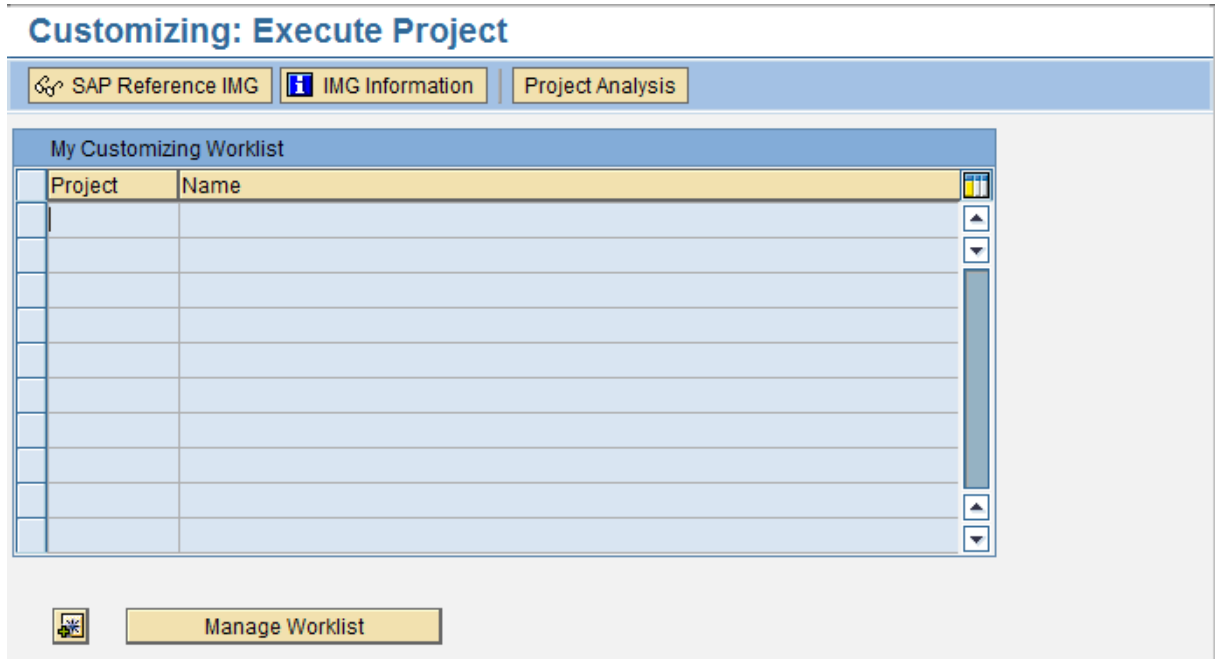 Customizing: Execute Project
SAP Reference IMG IMG Information Project Analysis
My Customizing Worklist
Project Name
Manage Worklist